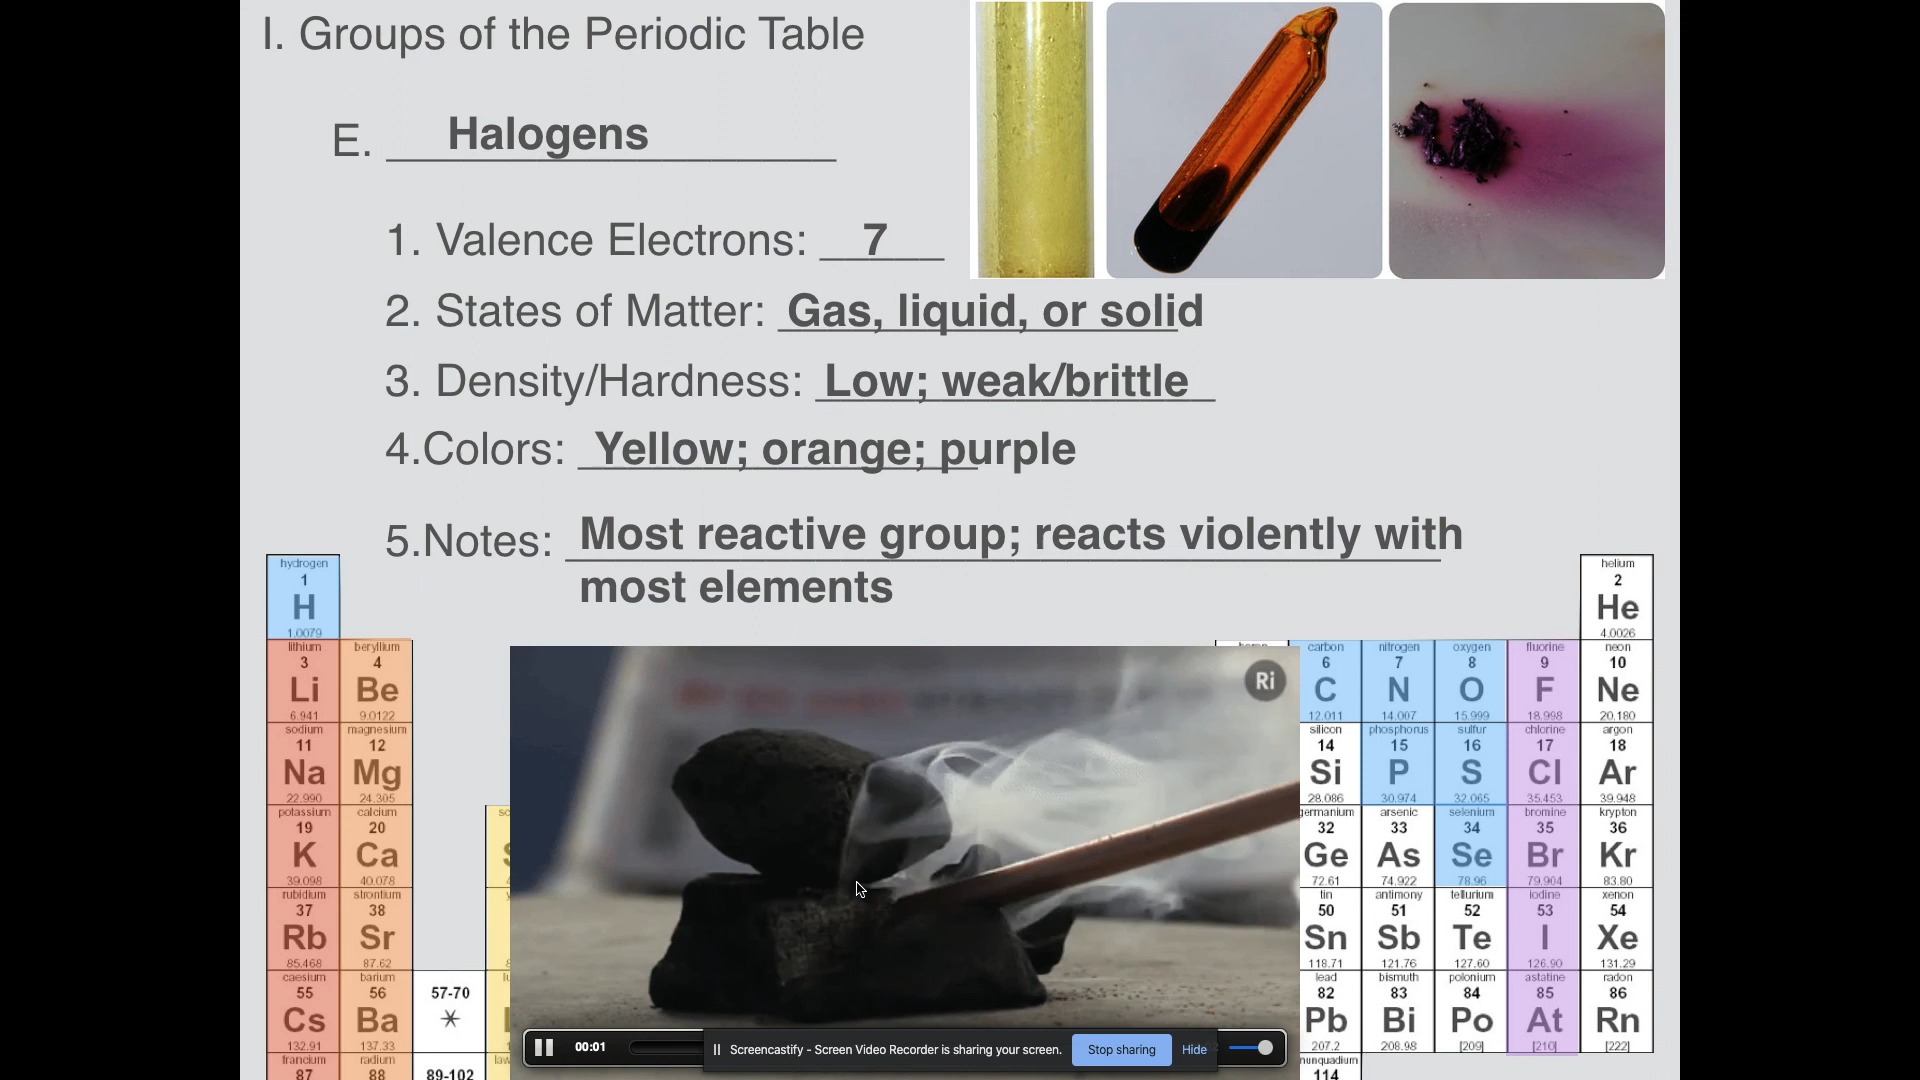 I. Groups of the Periodic Table
E. Halogens
1. Valence Electrons: 7
2. States of Matter: Gas, liquid, or solid
3. Density/Hardness: Low; weak/brittle
4.Colors: Yellow; orange; purple
5.Notes: Most reactive group; reacts violently with
most elements
hydrogen helium
1 2
H He
1.0079 4.0026
lithium beryllium carbon nitrogen oxygen fluorine neon
3 4 6 7 8 9 10
Li Be C N O F Ne
6.941 9.0122 12.011 14.007 15.999 18.998 20.180
sodium magnesium silicon phosphorus sulfur chlorine argon
11 12 14 15 16 17 18
Na Mg Si P S Cl Ar
22.990 24.305 28.086 30.974 32.065 35.453 39.948
potassium calcium germanium arsenic selenium bromine krypton
19 20 32 33 34 35 36
K Ca Ge As Se Br Kr
39.098 40.078 72.61 74.922 78.96 79.904 83.80
rubidium strontium tin antimony tellurium iodine xenon
37 38 50 51 52 53 54
Rb Sr Sn Sb Te I Xe
85.468 87.62 118.71 121.76 127.60 126.90 131.29
caesium barium lead bismuth polonium astatine radon
55 56 57-70 82 83 84 85 86
Cs Ba * Pb Bi Po At Rn
132.91 137.33 207.2 208.98 [209] [210] [222]
francium radium
87 88 89-102 114
Ri
00:01
Screencastify - Screen Video Recorder is sharing your screen. Stop sharing Hide